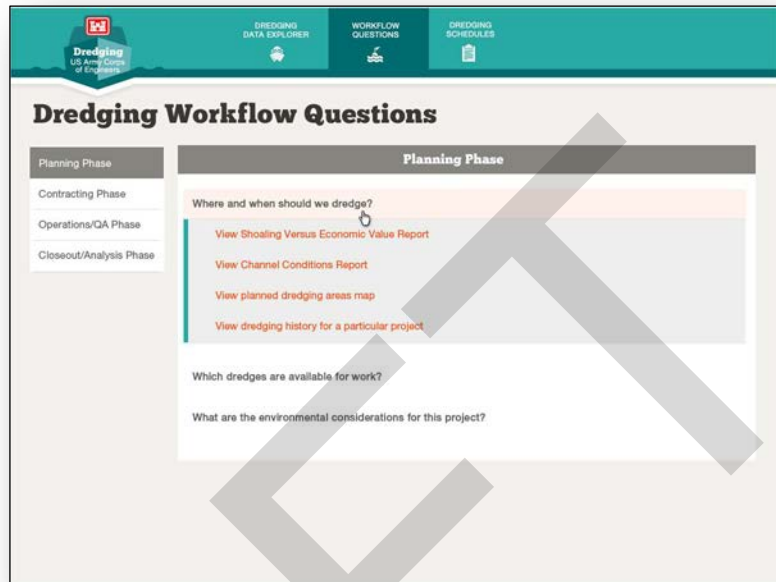 Dredging
US Army Corps
of Engineers
DREDGING
DATA EXPLORER
WORKFLOW
QUESTIONS
DREDGING
SCHEDULES
Dredging Workflow Questions
Planning Phase
Contracting Phase
Operations/QA Phase
Closeout/Analysis Phase
Planning Phase
Where and when should we dredge?
View Shoaling Versus Economic Value Report
View Channel Conditions Report
View planned dredging areas map
View dredging history for a particular project
Which dredges are available for work?
What are the environmental considerations for this project?